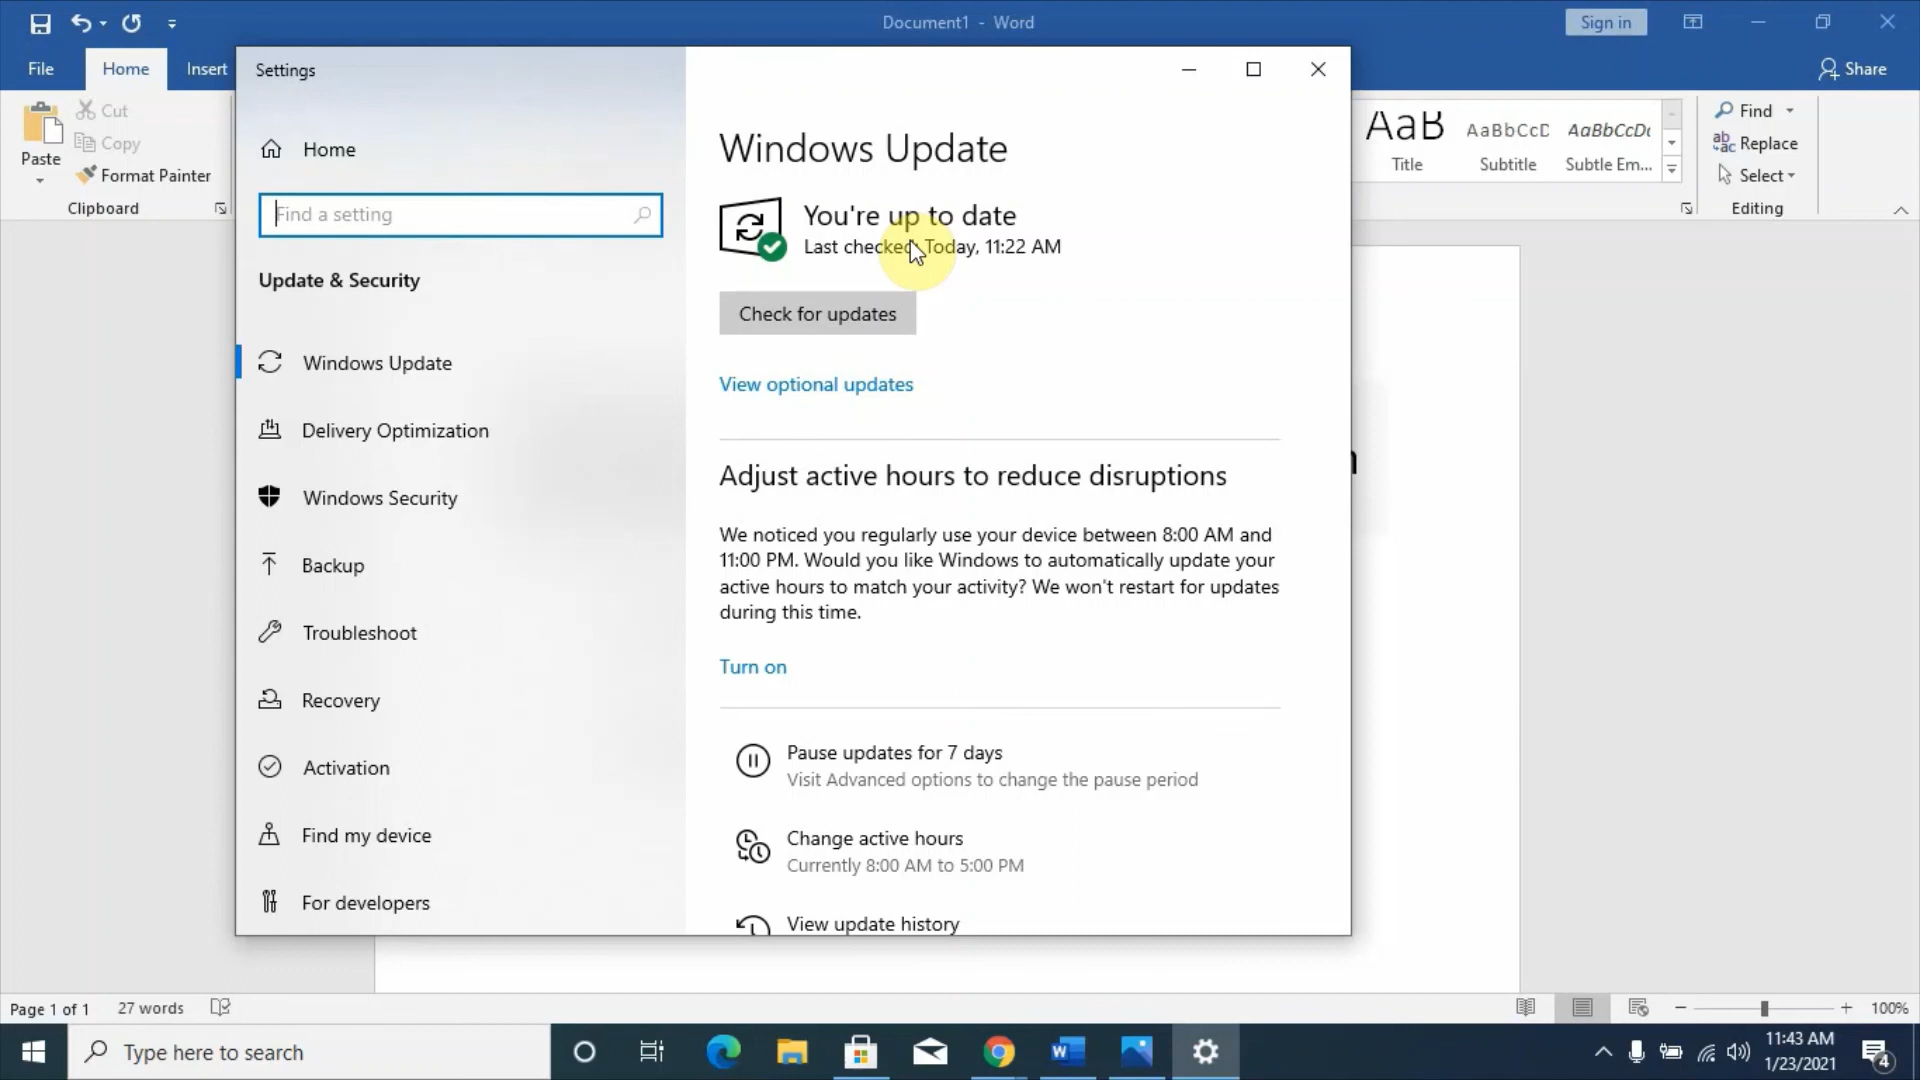 Document1 - Word
Sign in
File
Home
Insert
Share
Paste
Cut
Copy
Format Painter
Clipboard
AaB
Title
AaBbCcD
Subtitle
AaBbCcDc
Subtle Em...
Find
Replace
Select
Editing
Settings
Home
Find a setting
Update & Security
Windows Update
Delivery Optimization
Windows Security
Backup
Troubleshoot
Recovery
Activation
Find my device
For developers
Windows Update
You're up to date
Last checked: Today, 11:22 AM
Check for updates
View optional updates
Adjust active hours to reduce disruptions
We noticed you regularly use your device between 8:00 AM and
11:00 PM. Would you like Windows to automatically update your
active hours to match your activity? We won't restart for updates
during this time.
Turn on
Pause updates for 7 days
Visit Advanced options to change the pause period
Change active hours
Currently 8:00 AM to 5:00 PM
View update history
Page 1 of 1
27 words
100%
Type here to search
11:43 AM
1/23/2021
4